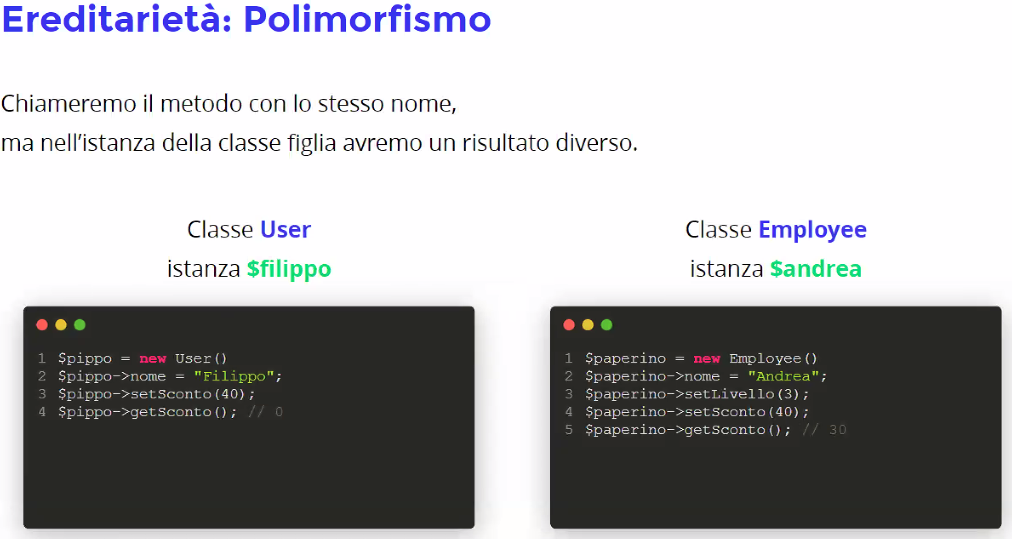 Ereditarietà: Polimorfismo
Chiameremo il metodo con lo stesso nome,
ma nell'istanza della classe figlia avremo un risultato diverso.
Classe User
istanza $filippo
1 $pippo = new User()
2 $pippo->nome = "Filippo";
3 $pippo->setSconto(40);
4 $pippo->getSconto(); // 0
Classe Employee
istanza $andrea
1 $paperino = new Employee()
2 $paperino->nome = "Andrea";
3 $paperino->setLivello(3);
4 $paperino->setSconto(40);
5 $paperino->getSconto(); // 30